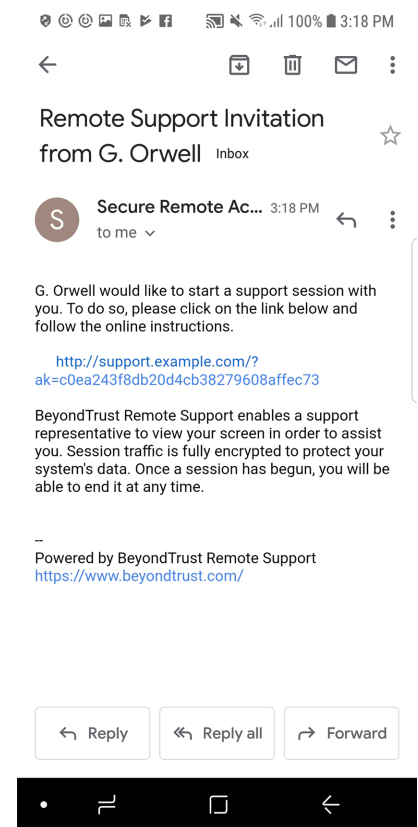 100% 3:18 PM
Remote Support Invitation
from G. Orwell Inbox
S
Secure Remote Ac... 3:18 PM
to me
G. Orwell would like to start a support session with
you. To do so, please click on the link below and
follow the online instructions.
http://support.example.com/?
ak=c0ea243f8db20d4cb38279608affec73
BeyondTrust Remote Support enables a support
representative to view your screen in order to assist
you. Session traffic is fully encrypted to protect your
system's data. Once a session has begun, you will be
able to end it at any time.
--
Powered by BeyondTrust Remote Support
https://www.beyondtrust.com/
Reply Reply all Forward